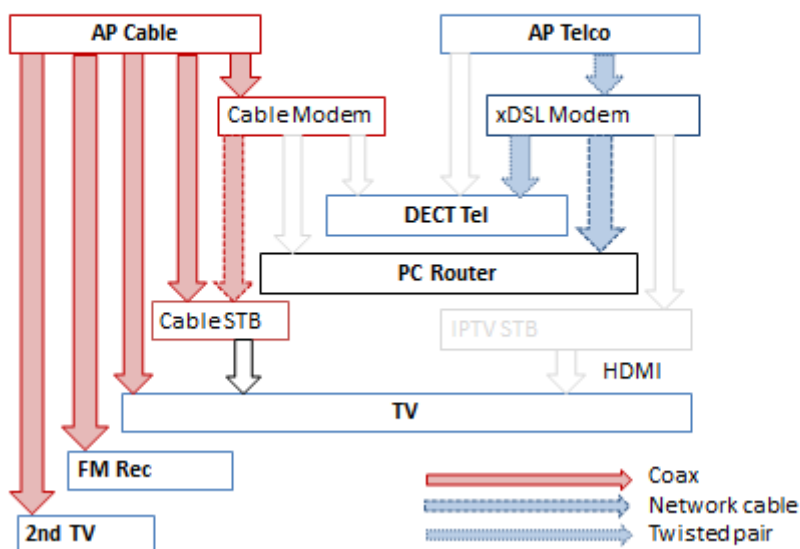 AP Cable
AP Telco
Cable Modem
xDSL Modem
DECT Tel
PC Router
Cable STB
IPTV STB
HDMI
TV
FM Rec
Coax
Network cable
2nd TV
Twisted pair